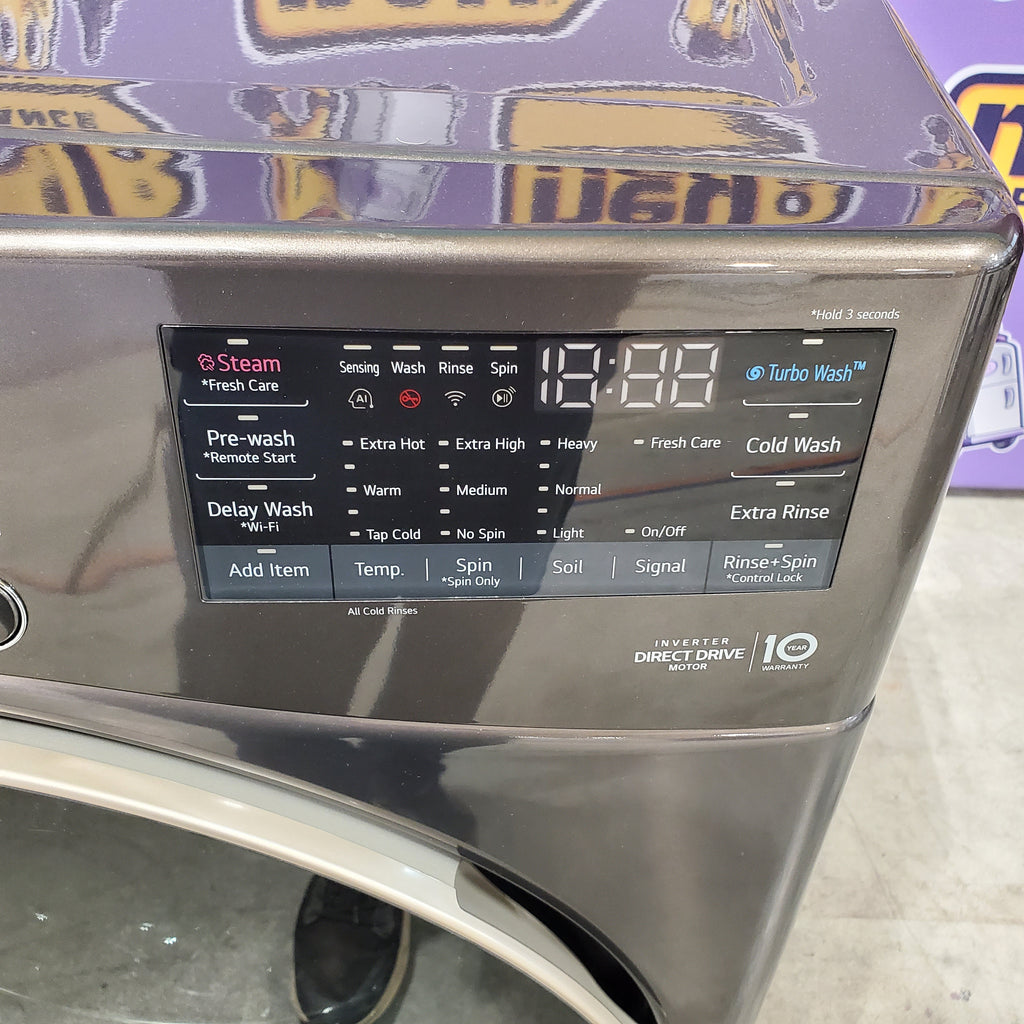 *Hold 3 seconds
Steam
*Fresh Care
Sensing Wash Rinse Spin
18:88
Turbo Wash™
AI
Pre-wash
*Remote Start
Extra Hot Extra High Heavy Fresh Care
Cold Wash
Warm Medium Normal
Delay Wash
*Wi-Fi
Extra Rinse
Tap Cold No Spin Light On/Off
Add Item
Temp. | Spin | Soil | Signal
*Spin Only
Rinse+Spin
*Control Lock
All Cold Rinses
INVERTER
DIRECT DRIVE
MOTOR
10
YEAR
WARRANTY